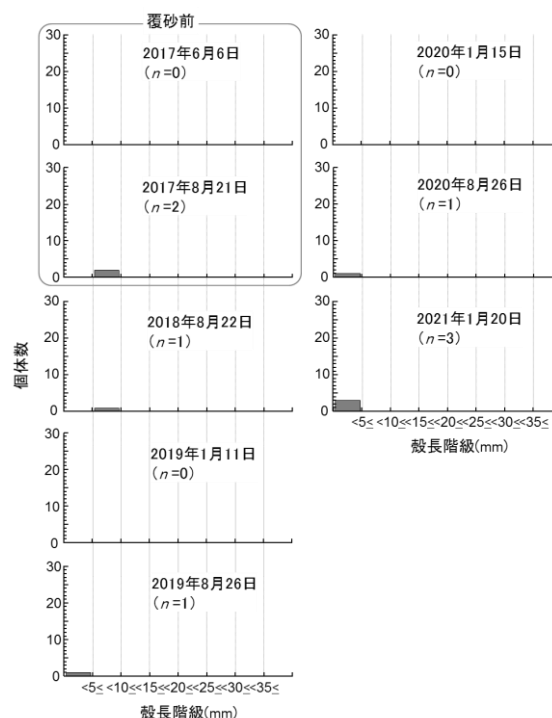 覆砂前
30
20
10
0
2017年6月6日
(n=0)
30
20
10
0
2017年8月21日
(n=2)
30
20
10
0
2018年8月22日
(n=1)
30
20
10
0
2019年1月11日
(n=0)
30
20
10
0
2019年8月26日
(n=1)
<5≤ <10≤<15≤<20≤<25≤<30≤<35≤
殻長階級(mm)
個体数
30
20
10
0
2020年1月15日
(n=0)
30
20
10
0
2020年8月26日
(n=1)
30
20
10
0
2021年1月20日
(n=3)
<5≤ <10≤<15≤<20≤<25≤<30≤<35≤
殻長階級(mm)